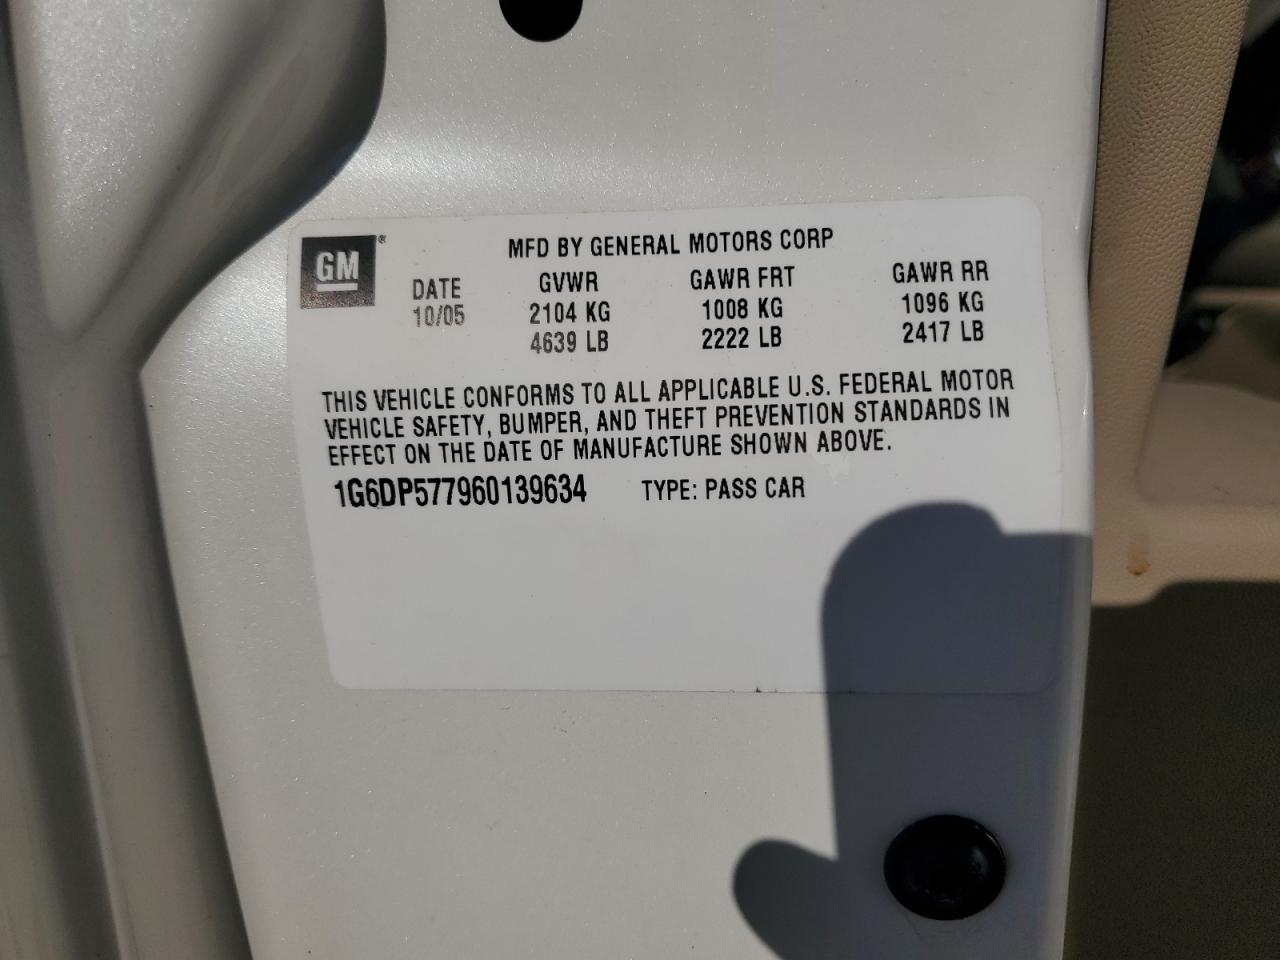 GM®
MFD BY GENERAL MOTORS CORP
DATE GVWR GAWR FRT GAWR RR
10/05 2104 KG 1008 KG 1096 KG
4639 LB 2222 LB 2417 LB
THIS VEHICLE CONFORMS TO ALL APPLICABLE U.S. FEDERAL MOTOR
VEHICLE SAFETY, BUMPER, AND THEFT PREVENTION STANDARDS IN
EFFECT ON THE DATE OF MANUFACTURE SHOWN ABOVE.
1G6DP577960139634 TYPE: PASS CAR